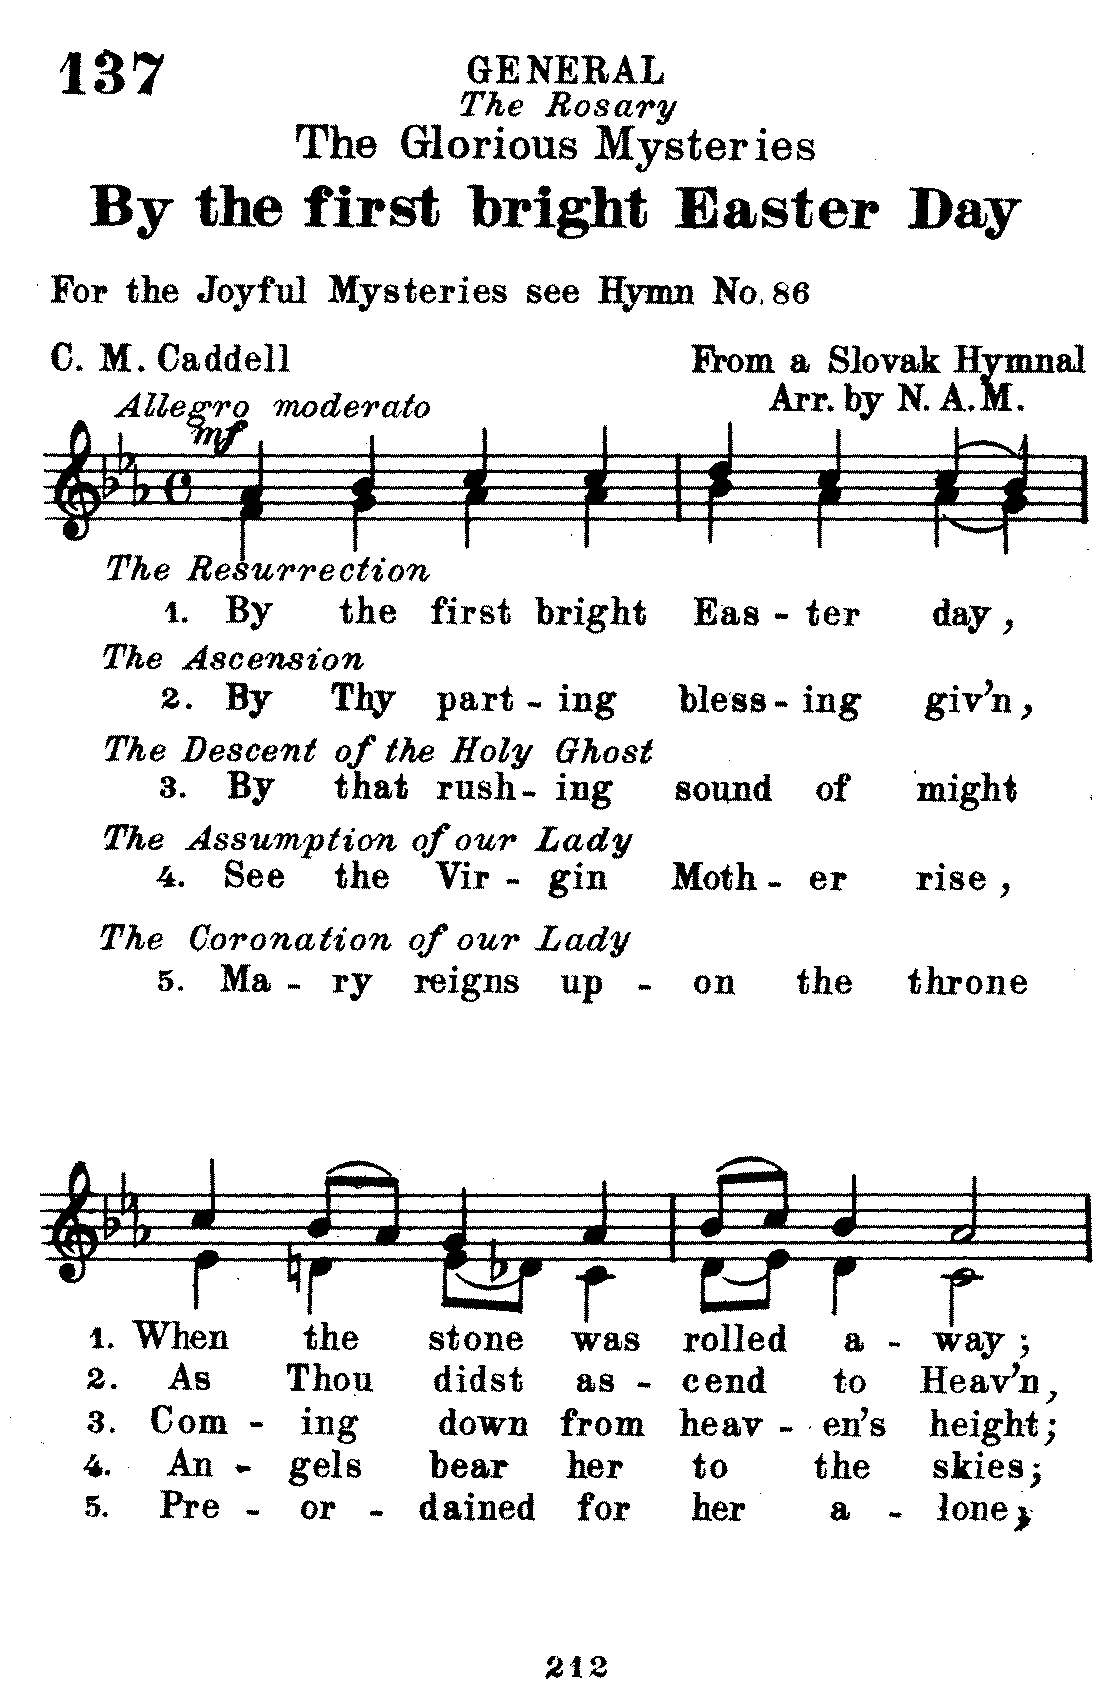 137
GENERAL
The Rosary
The Glorious Mysteries
By the first bright Easter Day
For the Joyful Mysteries see Hymn No. 86
C. M. Caddell
From a Slovak Hymnal
Arr. by N. A. M.
Allegro moderato
mf
The Resurrection
1. By the first bright Eas - ter day,
The Ascension
2. By Thy part - ing bless - ing giv'n,
The Descent of the Holy Ghost
3. By that rush - ing sound of might
The Assumption of our Lady
4. See the Vir - gin Moth - er rise,
The Coronation of our Lady
5. Ma - ry reigns up - on the throne
1. When the stone was rolled a - way;
2. As Thou didst as - cend to Heav'n,
3. Com - ing down from heav - en's height;
4. An - gels bear her to the skies;
5. Pre - or - dained for her a - lone;
212